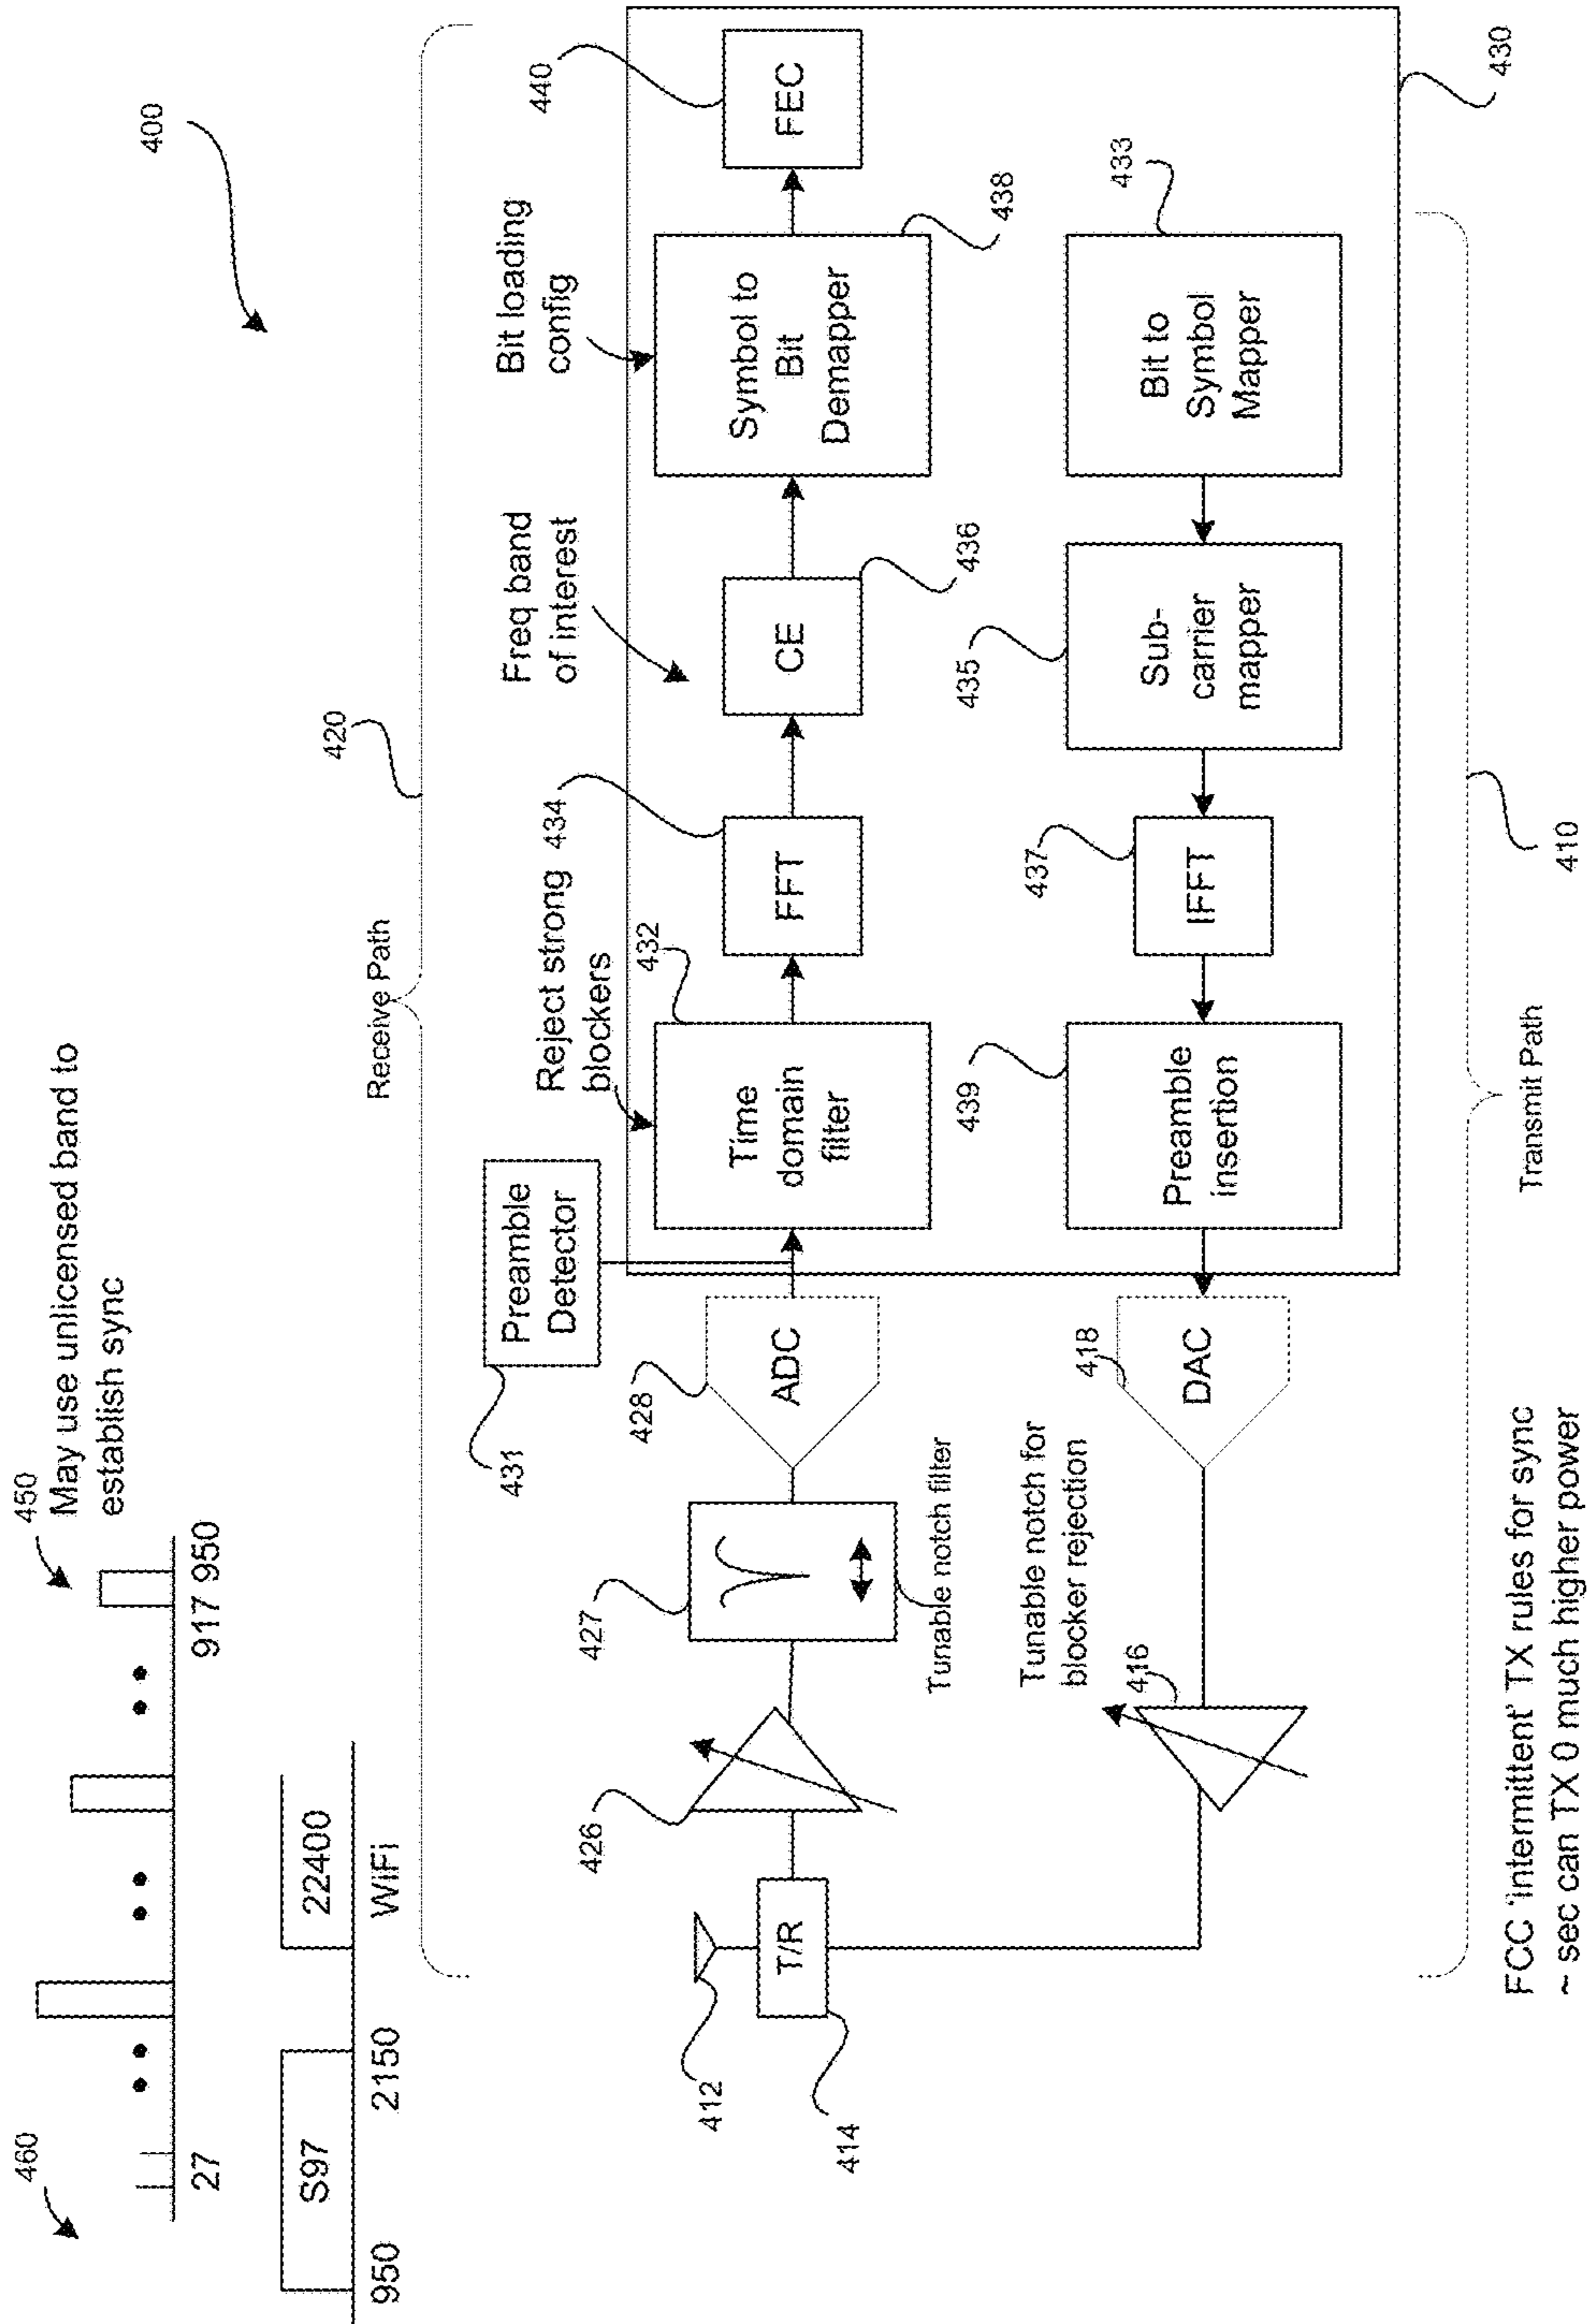 460
450
May use unlicensed band to
establish sync
27
917 950
S97
22400
950
2150
WiFi
400
Receive Path
420
Reject strong
blockers
Freq band
of interest
Bit loading
config
Preamble
Detector
431
432
434
436
438
440
412
T/R
414
426
427
Tunable notch filter
428
ADC
Time
domain
filter
FFT
CE
Symbol to
Bit
Demapper
FEC
Tunable notch for
blocker rejection
416
418
DAC
439
Preamble
insertion
437
IFFT
435
Sub-
carrier
mapper
433
Bit to
Symbol
Mapper
430
Transmit Path
410
FCC 'intermittent' TX rules for sync
~ sec can TX 0 much higher power